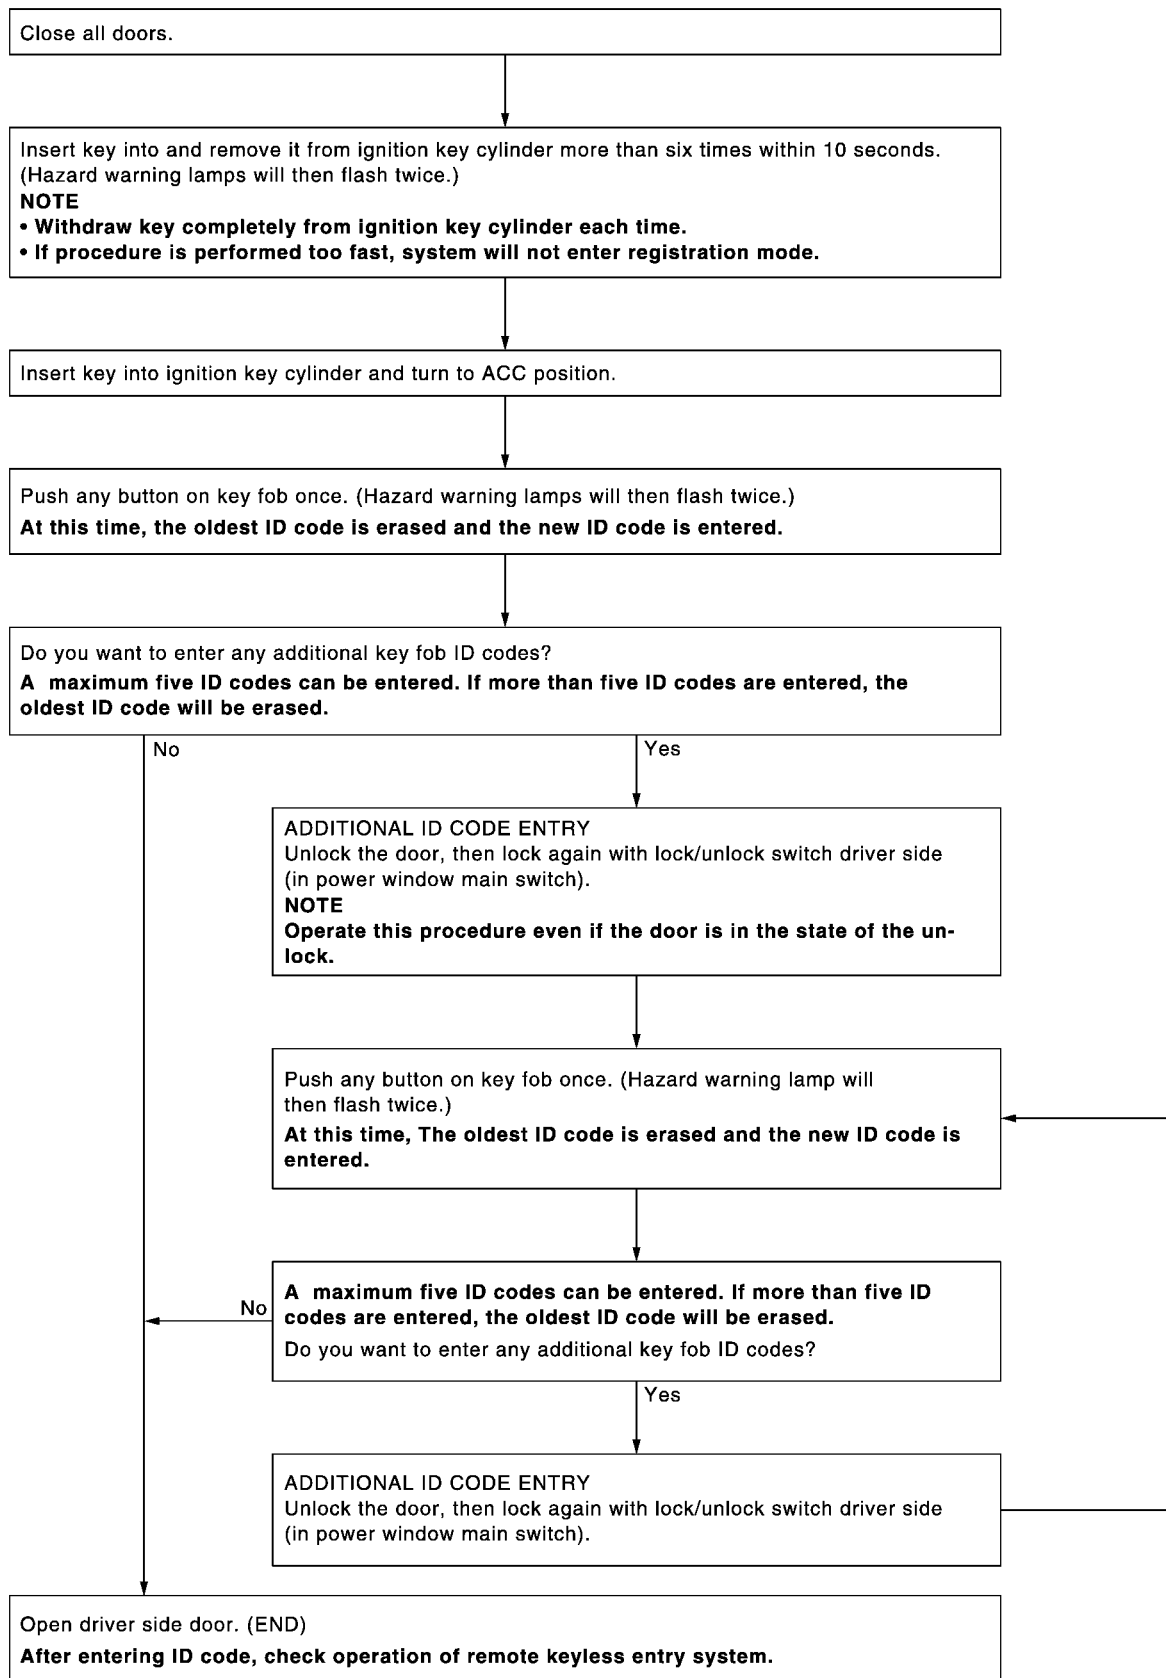 Close all doors.
Insert key into and remove it from ignition key cylinder more than six times within 10 seconds.
(Hazard warning lamps will then flash twice.)
NOTE
• Withdraw key completely from ignition key cylinder each time.
• If procedure is performed too fast, system will not enter registration mode.
Insert key into ignition key cylinder and turn to ACC position.
Push any button on key fob once. (Hazard warning lamps will then flash twice.)
At this time, the oldest ID code is erased and the new ID code is entered.
Do you want to enter any additional key fob ID codes?
A maximum five ID codes can be entered. If more than five ID codes are entered, the
oldest ID code will be erased.
No
Yes
ADDITIONAL ID CODE ENTRY
Unlock the door, then lock again with lock/unlock switch driver side
(in power window main switch).
NOTE
Operate this procedure even if the door is in the state of the un-
lock.
Push any button on key fob once. (Hazard warning lamp will
then flash twice.)
At this time, The oldest ID code is erased and the new ID code is
entered.
A maximum five ID codes can be entered. If more than five ID
codes are entered, the oldest ID code will be erased.
Do you want to enter any additional key fob ID codes?
No
Yes
ADDITIONAL ID CODE ENTRY
Unlock the door, then lock again with lock/unlock switch driver side
(in power window main switch).
Open driver side door. (END)
After entering ID code, check operation of remote keyless entry system.